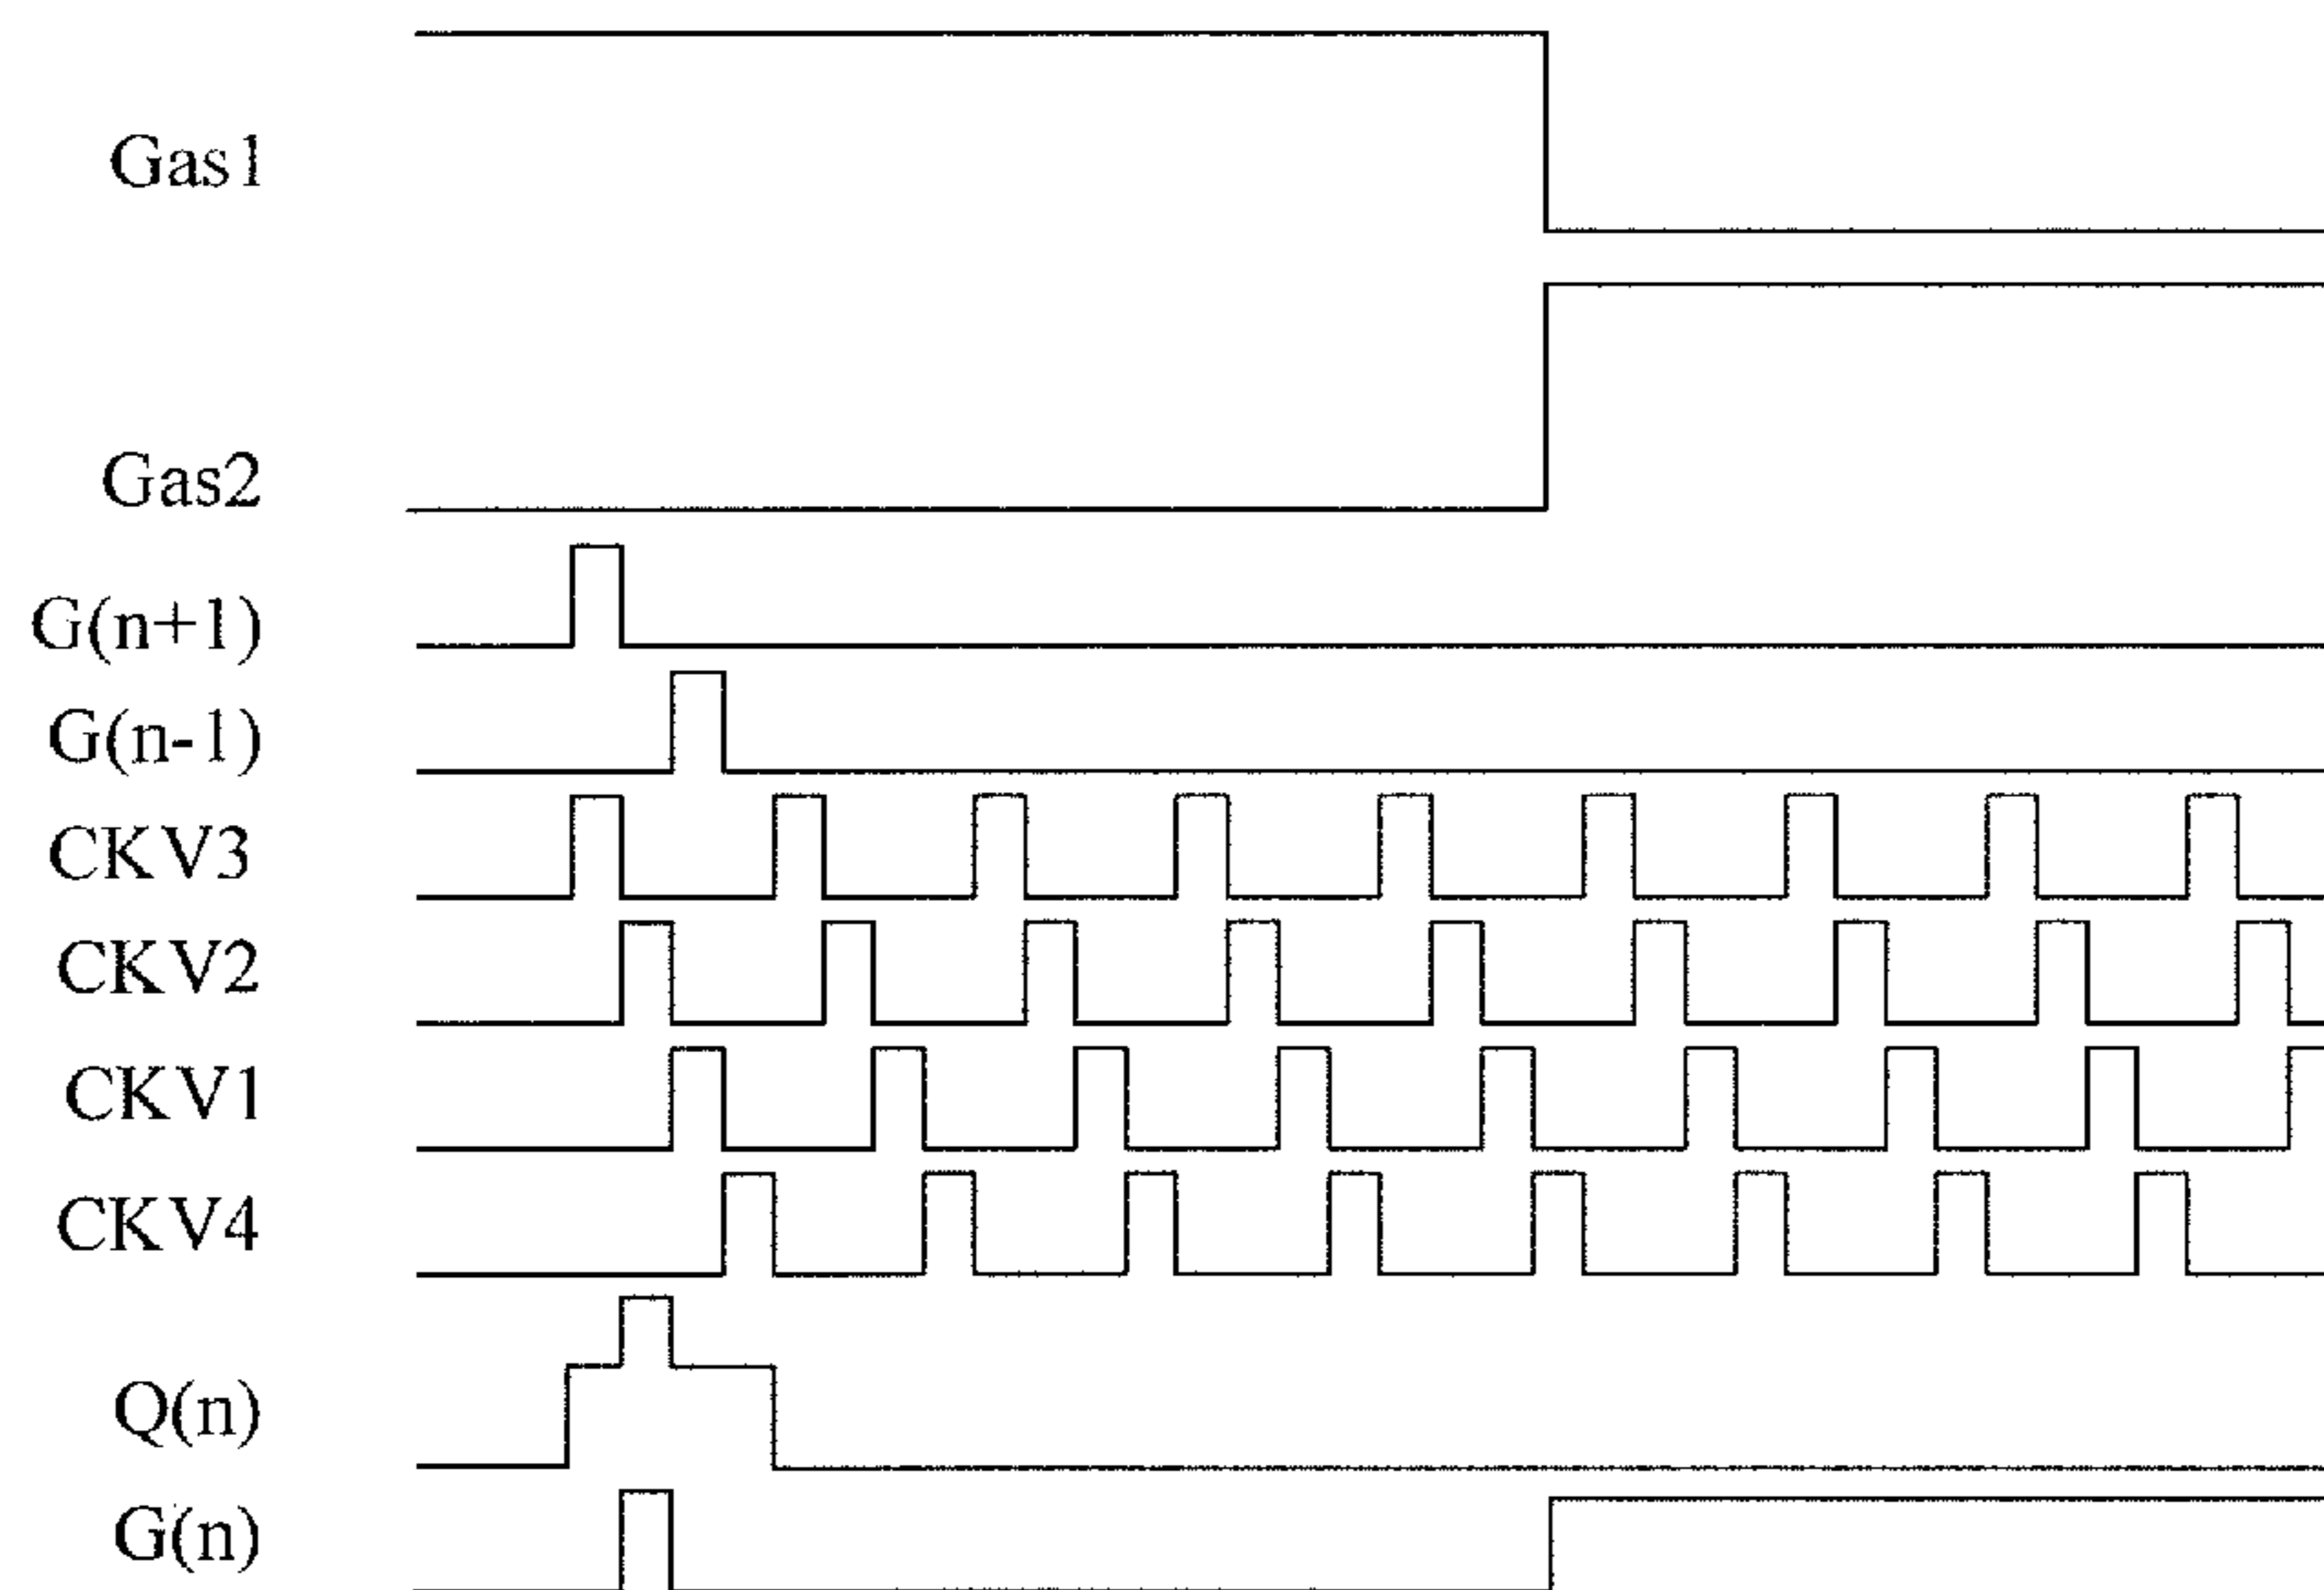 Gas1
Gas2
G(n+1)
G(n-1)
CKV3
CKV2
CKV1
CKV4
Q(n)
G(n)